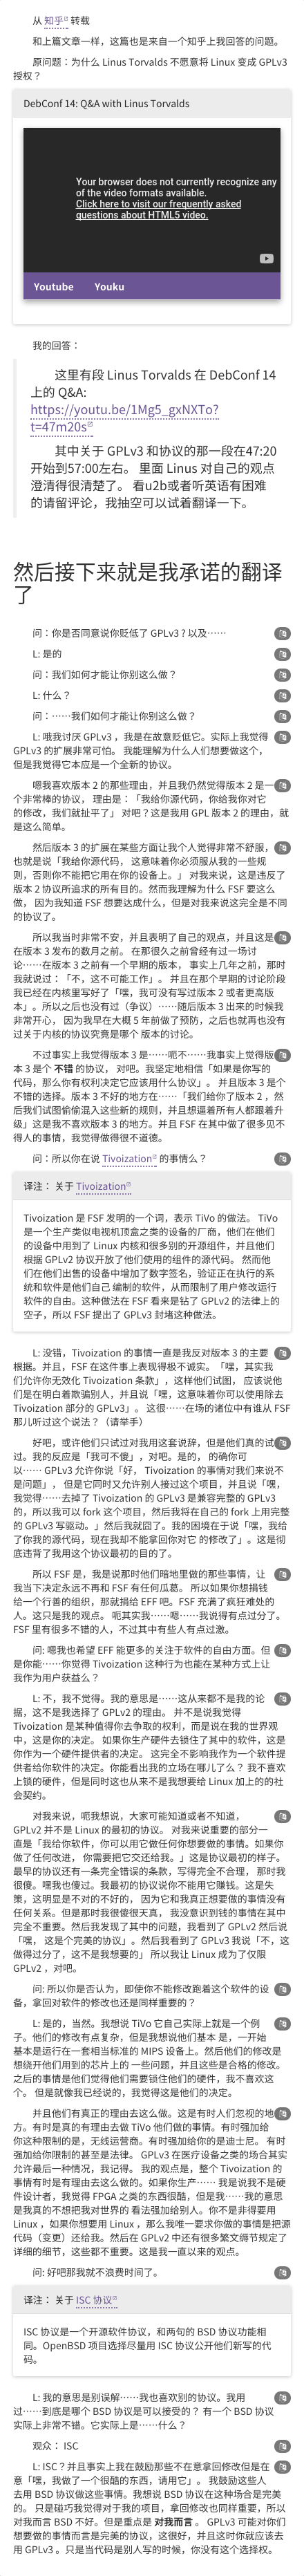 从 知乎 转载
和上篇文章一样，这篇也是来自一个知乎上我回答的问题。
原问题：为什么 Linus Torvalds 不愿意将 Linux 变成 GPLv3
授权？
DebConf 14: Q&A with Linus Torvalds
Your browser does not currently recognize any
of the video formats available.
Click here to visit our frequently asked
questions about HTML5 video.
Youtube Youku
我的回答：
这里有段 Linus Torvalds 在 DebConf 14
上的 Q&A:
https://youtu.be/1Mg5_gxNXTo?
t=47m20s
其中关于 GPLv3 和协议的那一段在47:20
开始到57:00左右。 里面 Linus 对自己的观点
澄清得很清楚了。 看u2b或者听英语有困难
的请留评论，我抽空可以试着翻译一下。
然后接下来就是我承诺的翻译
了
问：你是否同意说你贬低了 GPLv3？以及……
L: 是的
问：我们如何才能让你别这么做？
L: 什么？
问：……我们如何才能让你别这么做？
L: 哦我讨厌 GPLv3 ，我是在故意贬低它。实际上我觉得
GPLv3 的扩展非常可怕。 我能理解为什么人们想要做这个，
但是我觉得它本应是一个全新的协议。
嗯我喜欢版本 2 的那些理由，并且我仍然觉得版本 2 是一
个非常棒的协议， 理由是：「我给你源代码，你给我你对它
的修改，我们就扯平了」 对吧？这是我用 GPL 版本 2 的理由，就
是这么简单。
然后版本 3 的扩展在某些方面让我个人觉得非常不舒服，
也就是说「我给你源代码， 这意味着你必须服从我的一些规
则，否则你不能把它用在你的设备上。」 对我来说，这是违反了
版本 2 协议所追求的所有目的。然而我理解为什么 FSF 要这么
做， 因为我知道 FSF 想要达成什么，但是对我来说这完全是不同
的协议了。
所以我当时非常不安，并且表明了自己的观点，并且这是
在版本 3 发布的数月之前。 在那很久之前曾经有过一场讨
论……在版本 3 之前有一个早期的版本， 事实上几年之前，那时
我就说过：「不，这不可能工作」。 并且在那个早期的讨论阶段
我已经在内核里写好了「嘿，我可没有写过版本 2 或者更高版
本」。所以之后也没有过（争议）……随后版本 3 出来的时候我
非常开心， 因为我早在大概 5 年前做了预防，之后也就再也没有
过关于内核的协议究竟是哪个 版本的讨论。
不过事实上我觉得版本 3 是……呃不……我事实上觉得版
本 3 是个 不错 的协议， 对吧。我坚定地相信「如果是你写的
代码，那么你有权利决定它应该用什么协议」。 并且版本 3 是个
不错的选择。版本 3 不好的地方在……「我们给你了版本 2 ，然
后我们试图偷偷混入这些新的规则，并且想逼着所有人都跟着升
级」这是我不喜欢版本 3 的地方。并且 FSF 在其中做了很多见不
得人的事情，我觉得做得很不道德。
问：所以你在说 Tivoization 的事情么？
译注： 关于 Tivoization
Tivoization 是 FSF 发明的一个词，表示 TiVo 的做法。 TiVo
是一个生产类似电视机顶盒之类的设备的厂商，他们在他们
的设备中用到了 Linux 内核和很多别的开源组件，并且他们
根据 GPLv2 协议开放了他们使用的组件的源代码。 然而他
们在他们出售的设备中增加了数字签名，验证正在执行的系
统和软件是他们自己 编制的软件，从而限制了用户修改运行
软件的自由。这种做法在 FSF 看来是钻了 GPLv2 的法律上的
空子，所以 FSF 提出了 GPLv3 封堵这种做法。
L: 没错，Tivoization 的事情一直是我反对版本 3 的主要
根据。并且，FSF 在这件事上表现得极不诚实。「嘿，其实我
们允许你无效化 Tivoization 条款」，这样他们试图， 应该说他
们是在明白着欺骗别人，并且说「嘿，这意味着你可以使用除去
Tivoization 部分的 GPLv3」。 这很……在场的诸位中有谁从 FSF
那儿听过这个说法？（请举手）
好吧，或许他们只试过对我用这套说辞，但是他们真的试
过。我的反应是「我可不傻」，对吧。是的， 的确你可
以…… GPLv3 允许你说「好， Tivoization 的事情对我们来说不
是问题」， 但是它同时又允许别人接过这个项目，并且说「嘿，
我觉得……去掉了 Tivoization 的 GPLv3 是兼容完整的 GPLv3
的，所以我可以 fork 这个项目，然后我将在自己的 fork 上用完整
的 GPLv3 写驱动。」然后我就囧了。我的困境在于说「嘿，我给
了你我的源代码，现在我却不能拿回你对它 的修改了」。这是彻
底违背了我用这个协议最初的目的了。
所以 FSF 是，我是说那时他们暗地里做的那些事情，让
我当下决定永远不再和 FSF 有任何瓜葛。 所以如果你想捐钱
给一个行善的组织，那就捐给 EFF 吧。FSF 充满了疯狂难处的
人。这只是我的观点。 呃其实我……嗯……我说得有点过分了。
FSF 里有很多不错的人，不过其中有些人有点过激。
问: 嗯我也希望 EFF 能更多的关注于软件的自由方面。但
是你能……你觉得 Tivoization 这种行为也能在某种方式上让
我作为用户获益么？
L: 不，我不觉得。我的意思是……这从来都不是我的论
据，这不是我选择了 GPLv2 的理由。 并不是说我觉得
Tivoization 是某种值得你去争取的权利，而是说在我的世界观
中，这是你的决定。 如果你生产硬件去锁住了其中的软件，这是
你作为一个硬件提供者的决定。 这完全不影响我作为一个软件提
供者给你软件的决定。你能看出我的立场在哪儿了么？ 我不喜欢
上锁的硬件，但是同时这也从来不是我想要给 Linux 加上的的社
会契约。
对我来说，呃我想说，大家可能知道或者不知道，
GPLv2 并不是 Linux 的最初的协议。 对我来说重要的部分一
直是「我给你软件，你可以用它做任何你想要做的事情。如果你
做了任何改进， 你需要把它交还给我。」这是协议最初的样子。
最早的协议还有一条完全错误的条款，写得完全不合理， 那时我
很傻。嘿我也傻过。我最初的协议说你不能用它赚钱。这是失
策，这明显是不对的不好的， 因为它和我真正想要做的事情没有
任何关系。但是那时我很傻很天真， 我没意识到钱的事情在其中
完全不重要。然后我发现了其中的问题，我看到了 GPLv2 然后说
「嘿， 这是个完美的协议」。然后我看到了 GPLv3 我说「不，这
做得过分了，这不是我想要的」 所以我让 Linux 成为了仅限
GPLv2 ，对吧。
问: 所以你是否认为，即使你不能修改跑着这个软件的设
备，拿回对软件的修改也还是同样重要的？
L: 是的，当然。我想说 TiVo 它自己实际上就是一个例
子。他们的修改有点复杂，但是我想说他们基本 是，一开始
基本是运行在一套相当标准的 MIPS 设备上。然后他们的修改是
想绕开他们用到的芯片上的 一些问题，并且这些是合格的修改。
之后的事情是他们觉得他们需要锁住他们的硬件，我不喜欢这
个。 但是就像我已经说的，我觉得这是他们的决定。
并且他们有真正的理由去这么做。这是有时人们忽视的地
方。有时是真的有理由去做 TiVo 他们做的事情。有时强加给
你这种限制的是，无线运营商。有时强加给你的是迪士尼。 有时
强加给你限制的甚至是法律。 GPLv3 在医疗设备之类的场合其实
允许最后一种情况，我记得。 我的观点是，整个 Tivoization 的
事情有时是有理由去这么做的。如果你生产…… 我是说我不是硬
件设计者，我觉得 FPGA 之类的东西很酷，但是我……我的意思
是我真的不想把我对世界的 看法强加给别人。你不是非得要用
Linux ，如果你想要用 Linux ，那么我唯一要求你做的事情是把源
代码（变更）还给我。然后在 GPLv2 中还有很多繁文缛节规定了
详细的细节，这些都不重要。这是我一直以来的观点。
问: 好吧那我就不浪费时间了。
译注： 关于 ISC 协议
ISC 协议是一个开源软件协议，和两句的 BSD 协议功能相
同。OpenBSD 项目选择尽量用 ISC 协议公开他们新写的代
码。
L: 我的意思是别误解……我也喜欢别的协议。我用
过……到底是哪个 BSD 协议是可以接受的？ 有一个 BSD 协议
实际上非常不错。它实际上是……什么？
观众： ISC
L: ISC？并且事实上我在鼓励那些不在意拿回修改但是在
意「嘿，我做了一个很酷的东西，请用它」。 我鼓励这些人
去用 BSD 协议做这些事情。我想说 BSD 协议在这种场合是完美
的。 只是碰巧我觉得对于我的项目，拿回修改也同样重要，所以
对我而言 BSD 不好。但是重点是 对我而言 。 GPLv3 可能对你们
想要做的事情而言是完美的协议，这很好，并且这时你就应该去
用 GPLv3 。只是当代码是别人写的时候，你没有这个选择权。